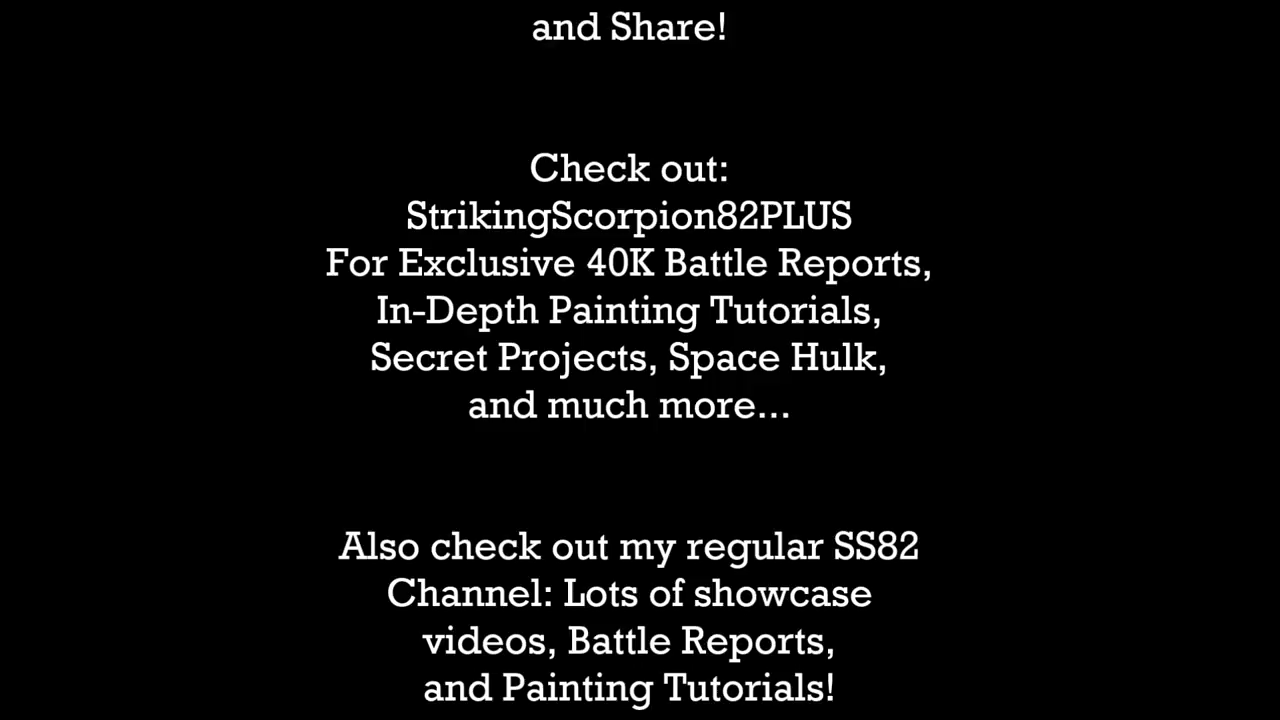 and Share!
Check out:
StrikingScorpion82PLUS
For Exclusive 40K Battle Reports,
In-Depth Painting Tutorials,
Secret Projects, Space Hulk,
and much more...
Also check out my regular SS82
Channel: Lots of showcase
videos, Battle Reports,
and Painting Tutorials!